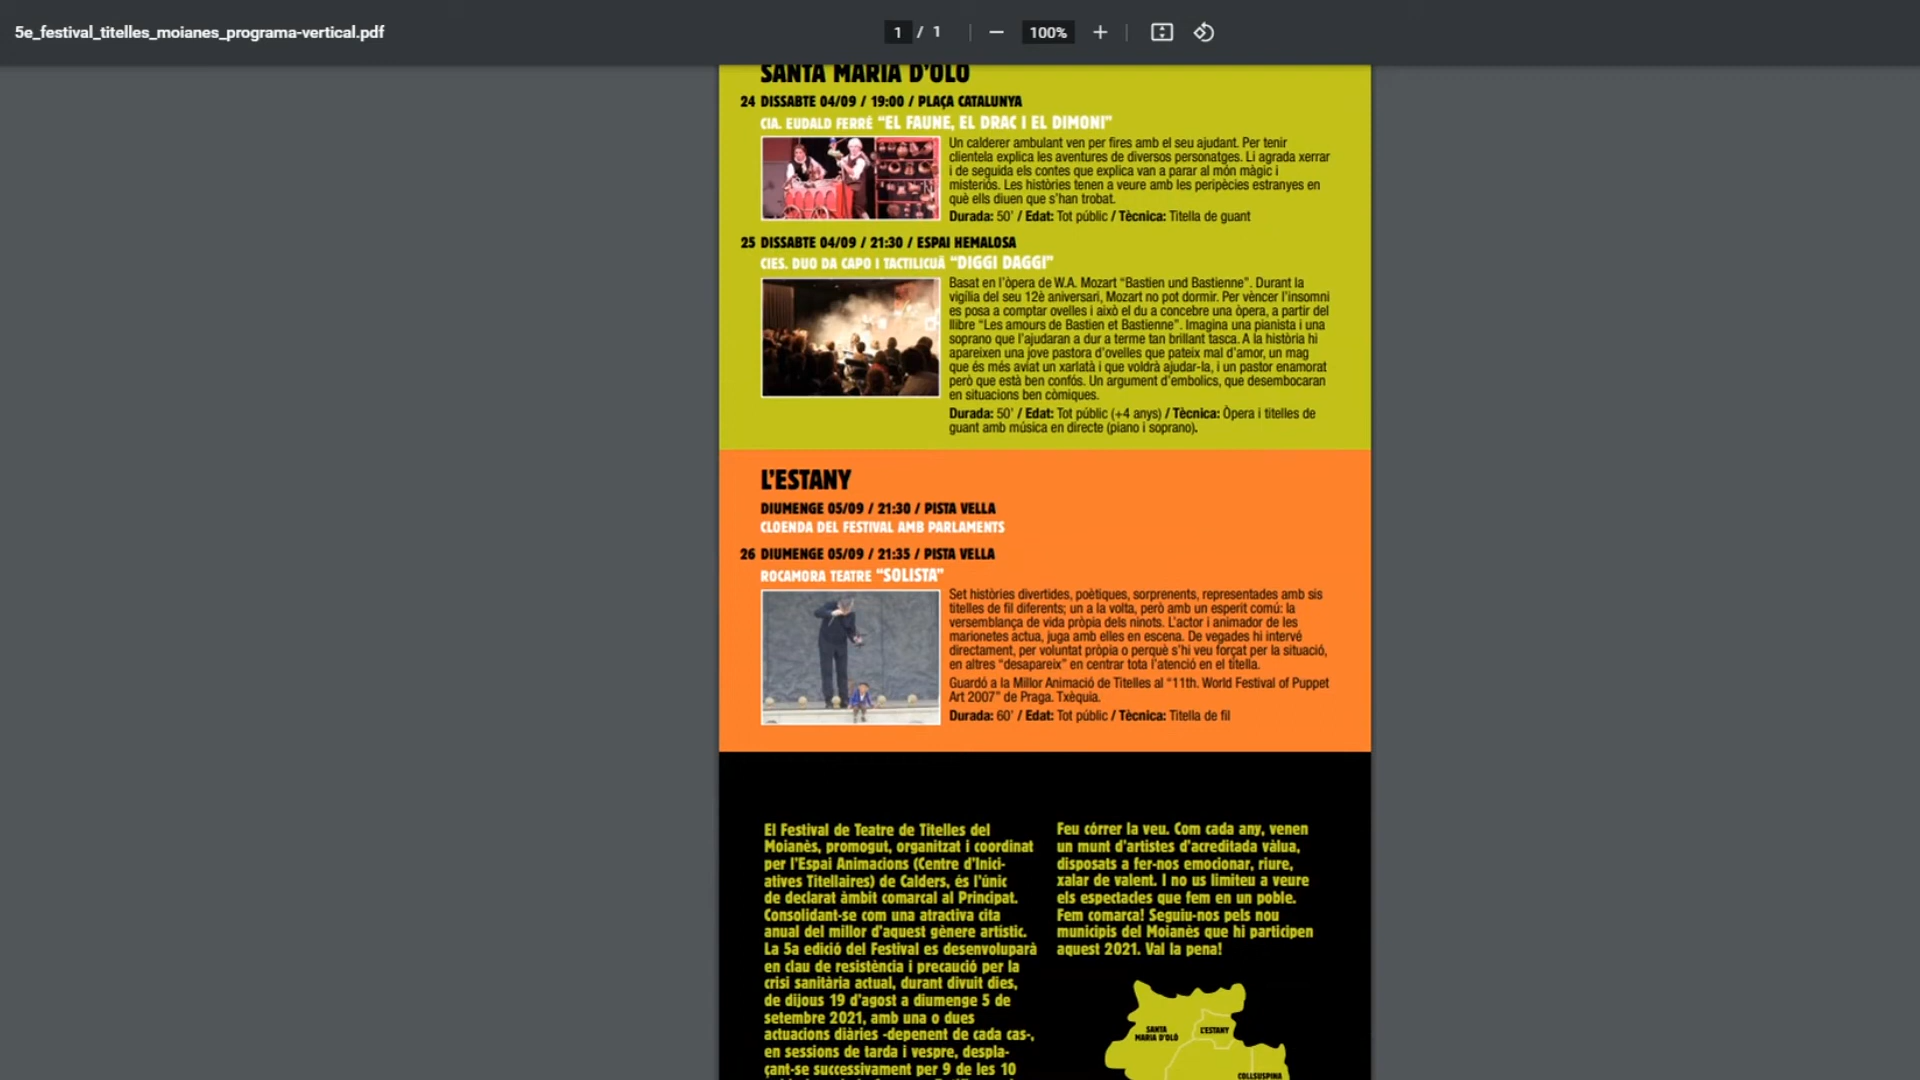 5e_festival_titelles_moianes_programa-vertical.pdf
1 / 1
100%
SANTA MARIA D'OLÓ
24 DISSABTE 04/09 / 19:00 / PLAÇA CATALUNYA
CIA. EUDALD FERRÉ “EL FAUNE, EL DRAC I EL DIMONI”
Un calderer ambulant ven per fires amb el seu ajudant. Per tenir
clientela explica les aventures de diversos personatges. Li agrada xerrar
i de seguida els contes que explica van a parar al món màgic i
misteriós. Les històries tenen a veure amb les peripècies estranyes en
què ells diuen que s'han trobat.
Durada: 50' / Edat: Tot públic / Tècnica: Titella de guant
25 DISSABTE 04/09 / 21:30 / ESPAI HEMALOSA
CIES. DUO DA CAPO I TACTILICUÄ “DIGGI DAGGI”
Basat en l'òpera de W.A. Mozart “Bastien und Bastienne”. Durant la
vigília del seu 12è aniversari, Mozart no pot dormir. Per vèncer l'insomni
es posa a comptar ovelles i això el du a concebre una òpera, a partir del
llibre “Les amours de Bastien et Bastienne”. Imagina una pianista i una
soprano que l'ajudaran a dur a terme tan brillant tasca. A la història hi
apareixen una jove pastora d'ovelles que pateix mal d'amor, un mag
que és més aviat un xarlatà i que voldrà ajudar-la, i un pastor enamorat
però que està ben confós. Un argument d'embolics, que desembocaran
en situacions ben còmiques.
Durada: 50' / Edat: Tot públic (+4 anys) / Tècnica: Òpera i titelles de
guant amb música en directe (piano i soprano).
L'ESTANY
DIUMENGE 05/09 / 21:30 / PISTA VELLA
CLOENDA DEL FESTIVAL AMB PARLAMENTS
26 DIUMENGE 05/09 / 21:35 / PISTA VELLA
ROCAMORA TEATRE “SOLISTA”
Set històries divertides, poètiques, sorprenents, representades amb sis
titelles de fil diferents; un a la volta, però amb un esperit comú: la
versemblança de vida pròpia dels ninots. L'actor i animador de les
marionetes actua, juga amb elles en escena. De vegades hi intervé
directament, per voluntat pròpia o perquè s'hi veu forçat per la situació,
en altres “desapareix” en centrar tota l'atenció en el titella.
Guardó a la Millor Animació de Titelles al “11th. World Festival of Puppet
Art 2007” de Praga. Txèquia.
Durada: 60' / Edat: Tot públic / Tècnica: Titella de fil
El Festival de Teatre de Titelles del
Moianès, promogut, organitzat i coordinat
per l'Espai Animacions (Centre d'Inici-
atives Titellaires) de Calders, és l'únic
de declarat àmbit comarcal al Principat.
Consolidant-se com una atractiva cita
anual del millor d'aquest gènere artístic.
La 5a edició del Festival es desenvoluparà
en clau de resistència i precaució per la
crisi sanitària actual, durant divuit dies,
de dijous 19 d'agost a diumenge 5 de
setembre 2021, amb una o dues
actuacions diàries -depenent de cada cas-,
en sessions de tarda i vespre, despla-
çant-se successivament per 9 de les 10
Feu córrer la veu. Com cada any, venen
un munt d'artistes d'acreditada vàlua,
disposats a fer-nos emocionar, riure,
xalar de valent. I no us limiteu a veure
els espectacles que fem en un poble.
Fem comarca! Seguiu-nos pels nou
municipis del Moianès que hi participen
aquest 2021. Val la pena!
SANTA
MARIA D'OLÓ
L'ESTANY
COLLSUSPINA